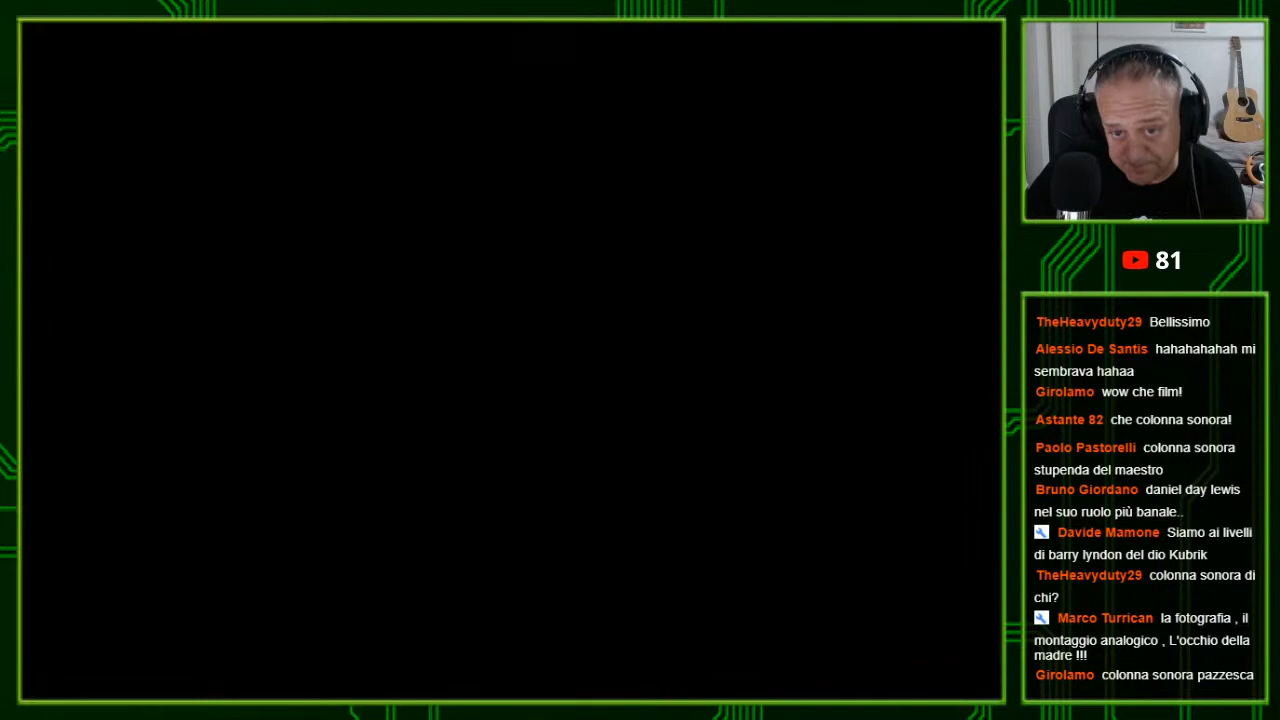 81
TheHeavyduty29 Bellissimo
Alessio De Santis hahahahahah mi
sembrava hahaa
Girolamo wow che film!
Astante 82 che colonna sonora!
Paolo Pastorelli colonna sonora
stupenda del maestro
Bruno Giordano daniel day lewis
nel suo ruolo più banale..
Davide Mamone Siamo ai livelli
di barry lyndon del dio Kubrik
TheHeavyduty29 colonna sonora di
chi?
Marco Turrican la fotografia , il
montaggio analogico , L'occhio della
madre !!!
Girolamo colonna sonora pazzesca